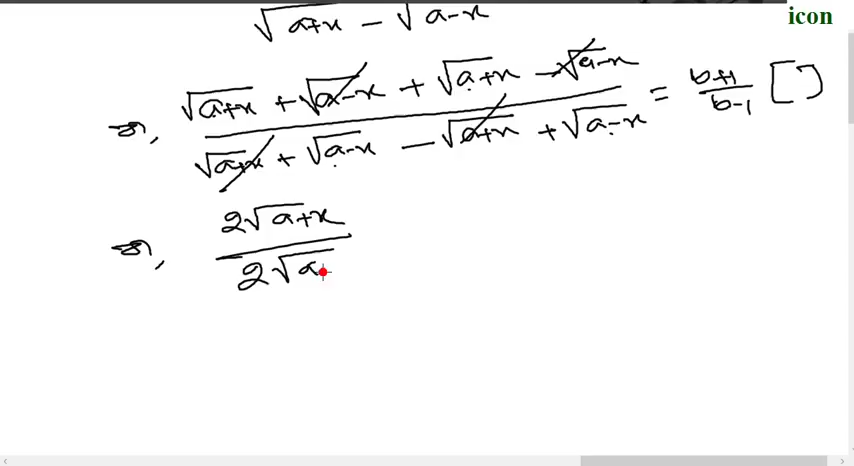 icon
√a+x − √a−x
বা, (√a+x + √a−x + √a+x − √a−x) / (√a+x + √a−x − √a+x + √a−x) = b+1 / b−1 [ ]
বা, 2√a+x / 2√a